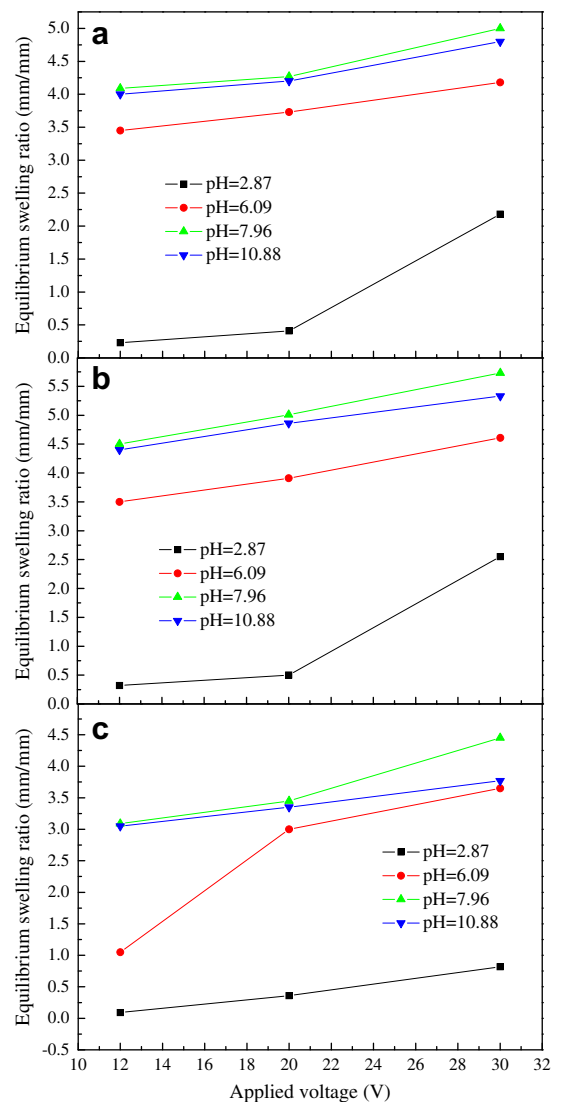 a
5.0
4.5
4.0
3.5
3.0
2.5
2.0
1.5
1.0
0.5
0.0
Equilibrium swelling ratio (mm/mm)
pH=2.87
pH=6.09
pH=7.96
pH=10.88
b
5.5
5.0
4.5
4.0
3.5
3.0
2.5
2.0
1.5
1.0
0.5
0.0
Equilibrium swelling ratio (mm/mm)
pH=2.87
pH=6.09
pH=7.96
pH=10.88
c
4.5
4.0
3.5
3.0
2.5
2.0
1.5
1.0
0.5
0.0
-0.5
Equilibrium swelling ratio (mm/mm)
pH=2.87
pH=6.09
pH=7.96
pH=10.88
10 12 14 16 18 20 22 24 26 28 30 32
Applied voltage (V)